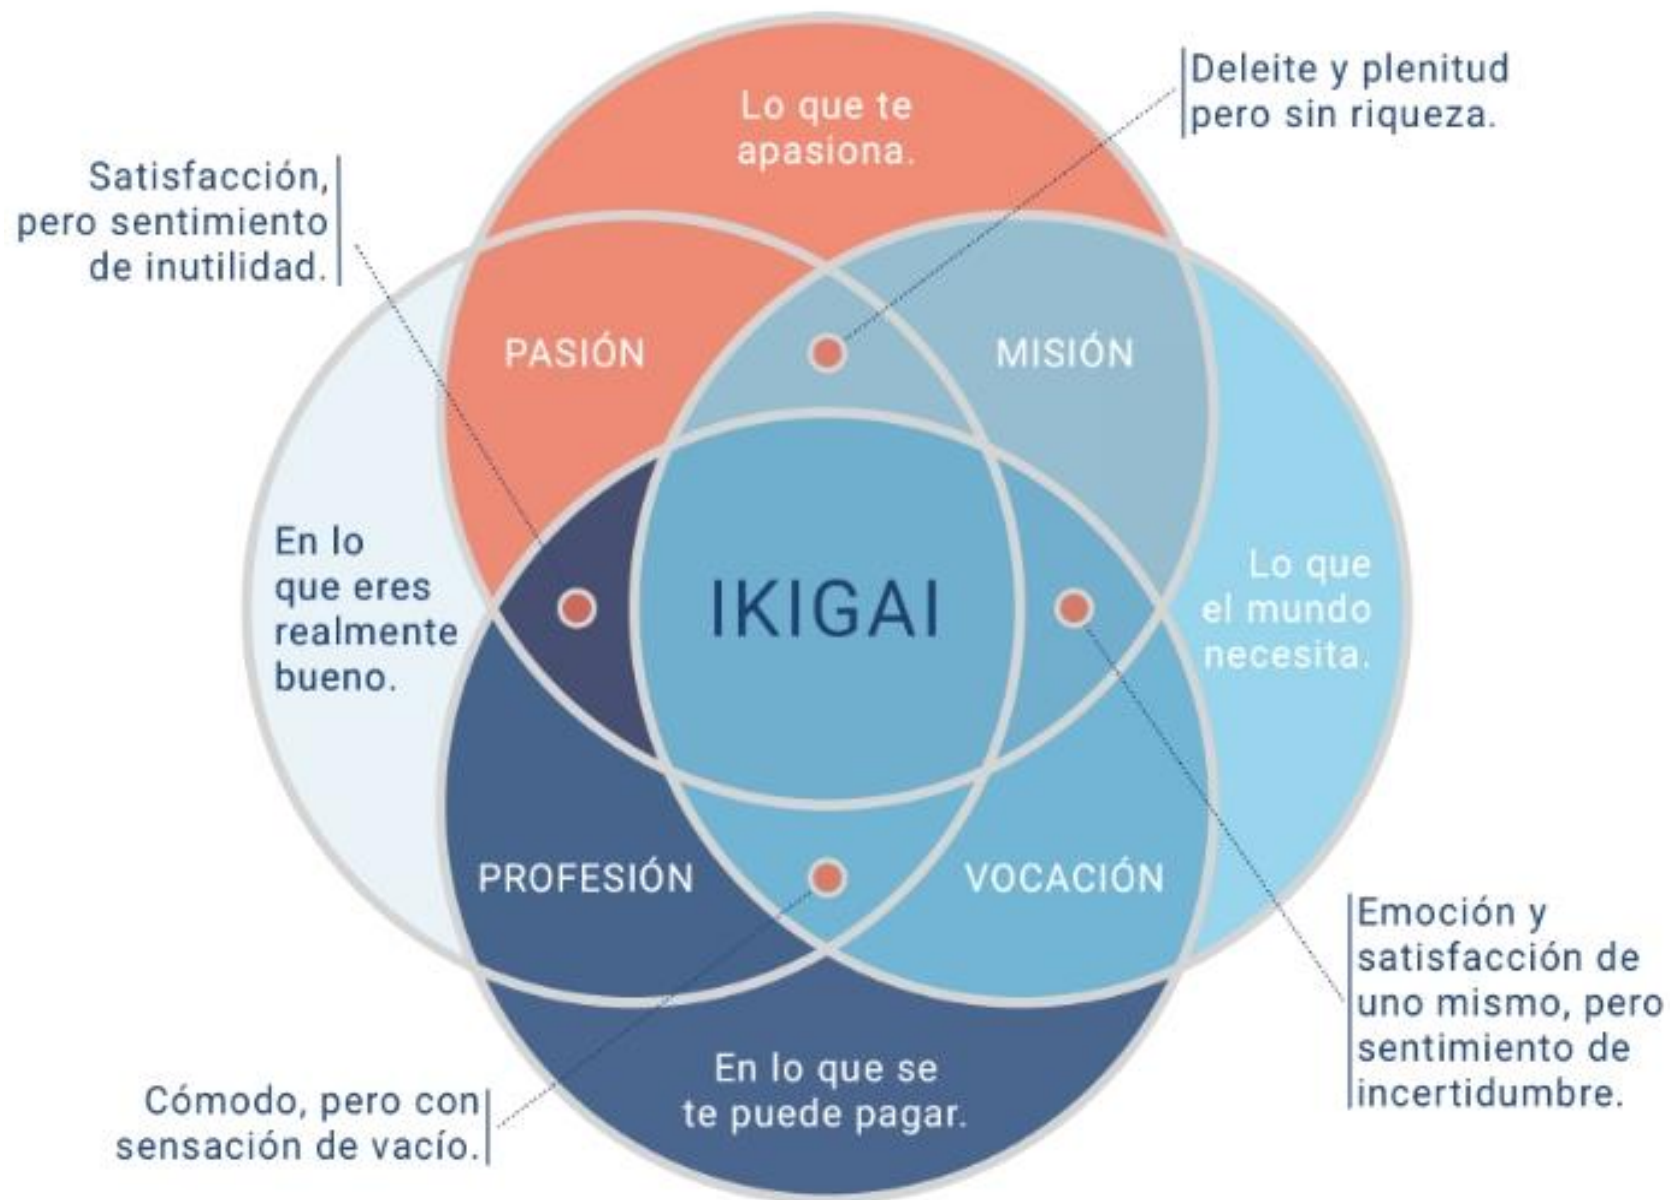 Lo que te
apasiona.
Deleite y plenitud
pero sin riqueza.
Satisfacción,
pero sentimiento
de inutilidad.
PASIÓN
MISIÓN
En lo
que eres
realmente
bueno.
IKIGAI
Lo que
el mundo
necesita.
PROFESIÓN
VOCACIÓN
Emoción y
satisfacción de
uno mismo, pero
sentimiento de
incertidumbre.
En lo que se
te puede pagar.
Cómodo, pero con
sensación de vacío.